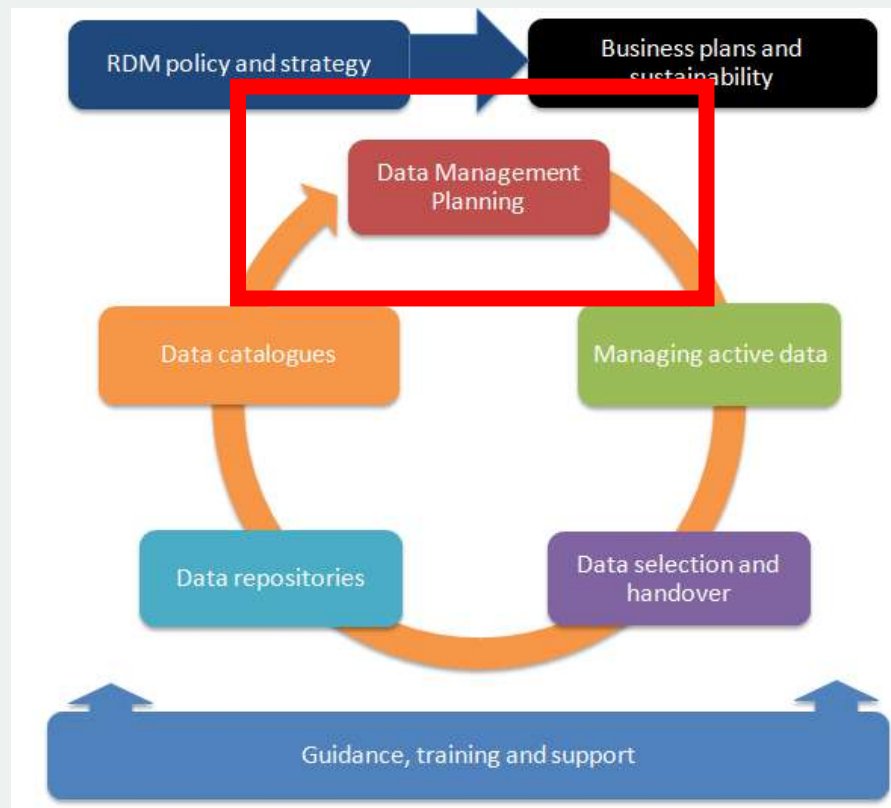 RDM policy and strategy
Business plans and
sustainability
Data Management
Planning
Data catalogues
Managing active data
Data repositories
Data selection and
handover
Guidance, training and support